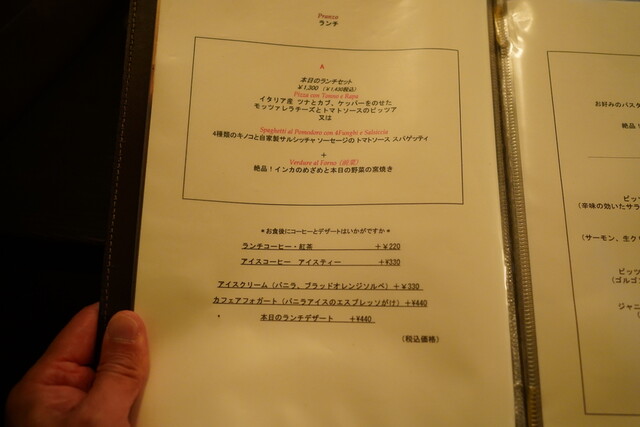 Pranzo
ランチ
A
本日のランチセット
¥1,300 (¥1,430税込)
Pizza con Tonno e Rapa
イタリア産 ツナとカブ、ケッパーをのせた
モッツァレラチーズとトマトソースのピッツァ
又は
Spaghetti al Pomodoro con 4Funghi e Salsiccia
4種類のキノコと自家製サルシッチャ ソーセージのトマトソース スパゲッティ
+
Verdure al Forno (前菜)
絶品！インカのめざめと本日の野菜の窯焼き
*お食後にコーヒーとデザートはいかがですか*
ランチコーヒー・紅茶 +¥220
アイスコーヒー アイスティー +¥330
アイスクリーム (バニラ、ブラッドオレンジソルベ) +¥330
カフェアフォガート (バニラアイスのエスプレッソがけ) +¥440
本日のランチデザート +¥440
(税込価格)
お好みのパスタ
ピッ
(辛味の効いたサラ
(サーモン、生ク
ピッツ
(ゴルゴン
ジャニ